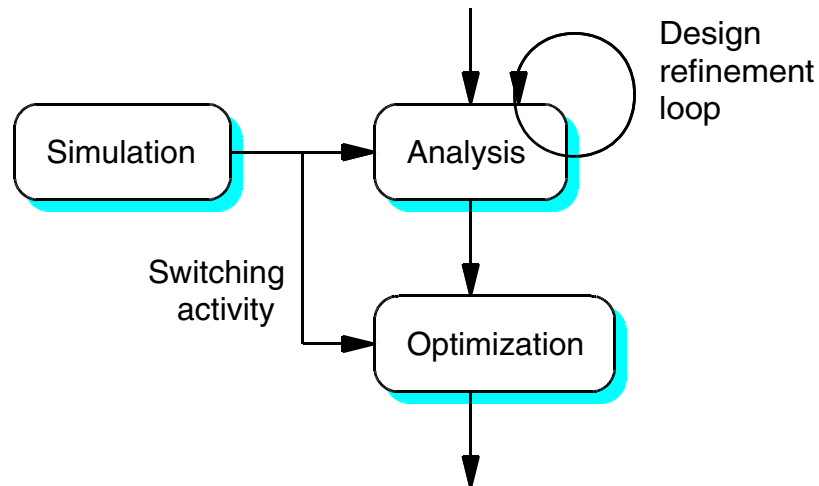 Design
refinement
loop
Simulation
Analysis
Switching
activity
Optimization